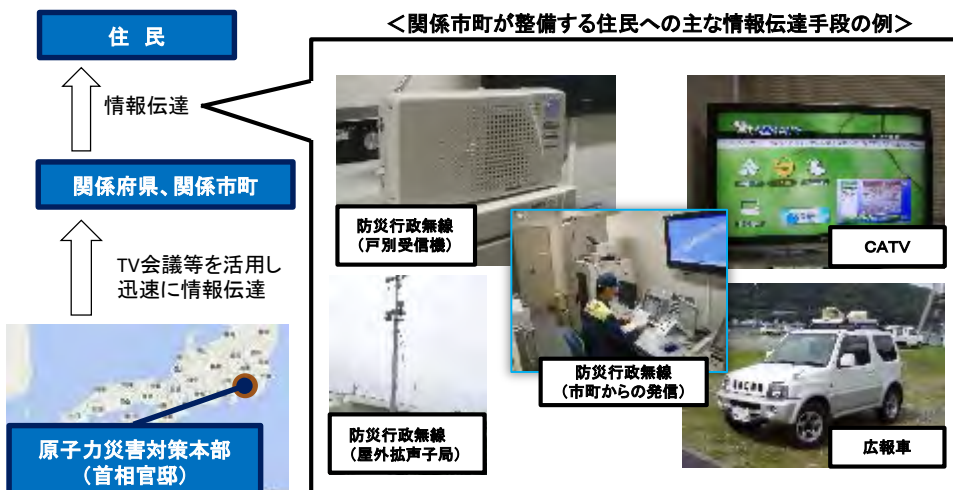 ＜関係市町が整備する住民への主な情報伝達手段の例＞
住 民
情報伝達
関係府県、関係市町
TV会議等を活用し
迅速に情報伝達
原子力災害対策本部
（首相官邸）
防災行政無線
（戸別受信機）
CATV
防災行政無線
（市町からの発信）
防災行政無線
（屋外拡声子局）
広報車